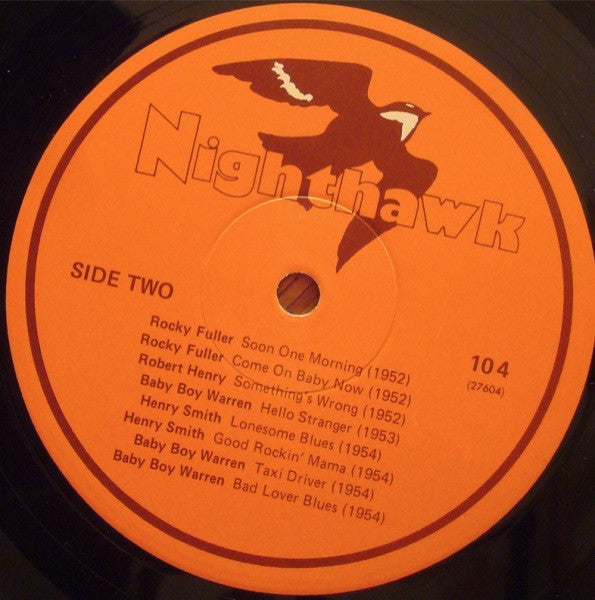 Nighthawk
SIDE TWO
104
(27604)
Rocky Fuller Soon One Morning (1952)
Rocky Fuller Come On Baby Now (1952)
Robert Henry Something's Wrong (1952)
Baby Boy Warren Hello Stranger (1953)
Henry Smith Lonesome Blues (1954)
Henry Smith Good Rockin' Mama (1954)
Baby Boy Warren Taxi Driver (1954)
Baby Boy Warren Bad Lover Blues (1954)